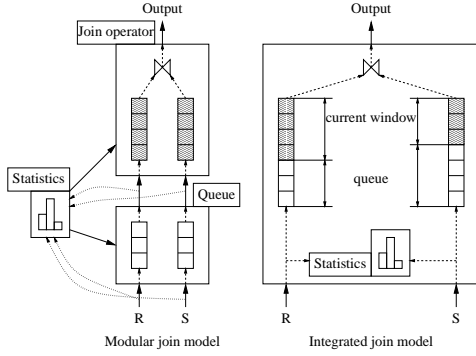 Output
Output
Join operator
current window
Statistics
Queue
queue
Statistics
R
S
R
S
Modular join model
Integrated join model